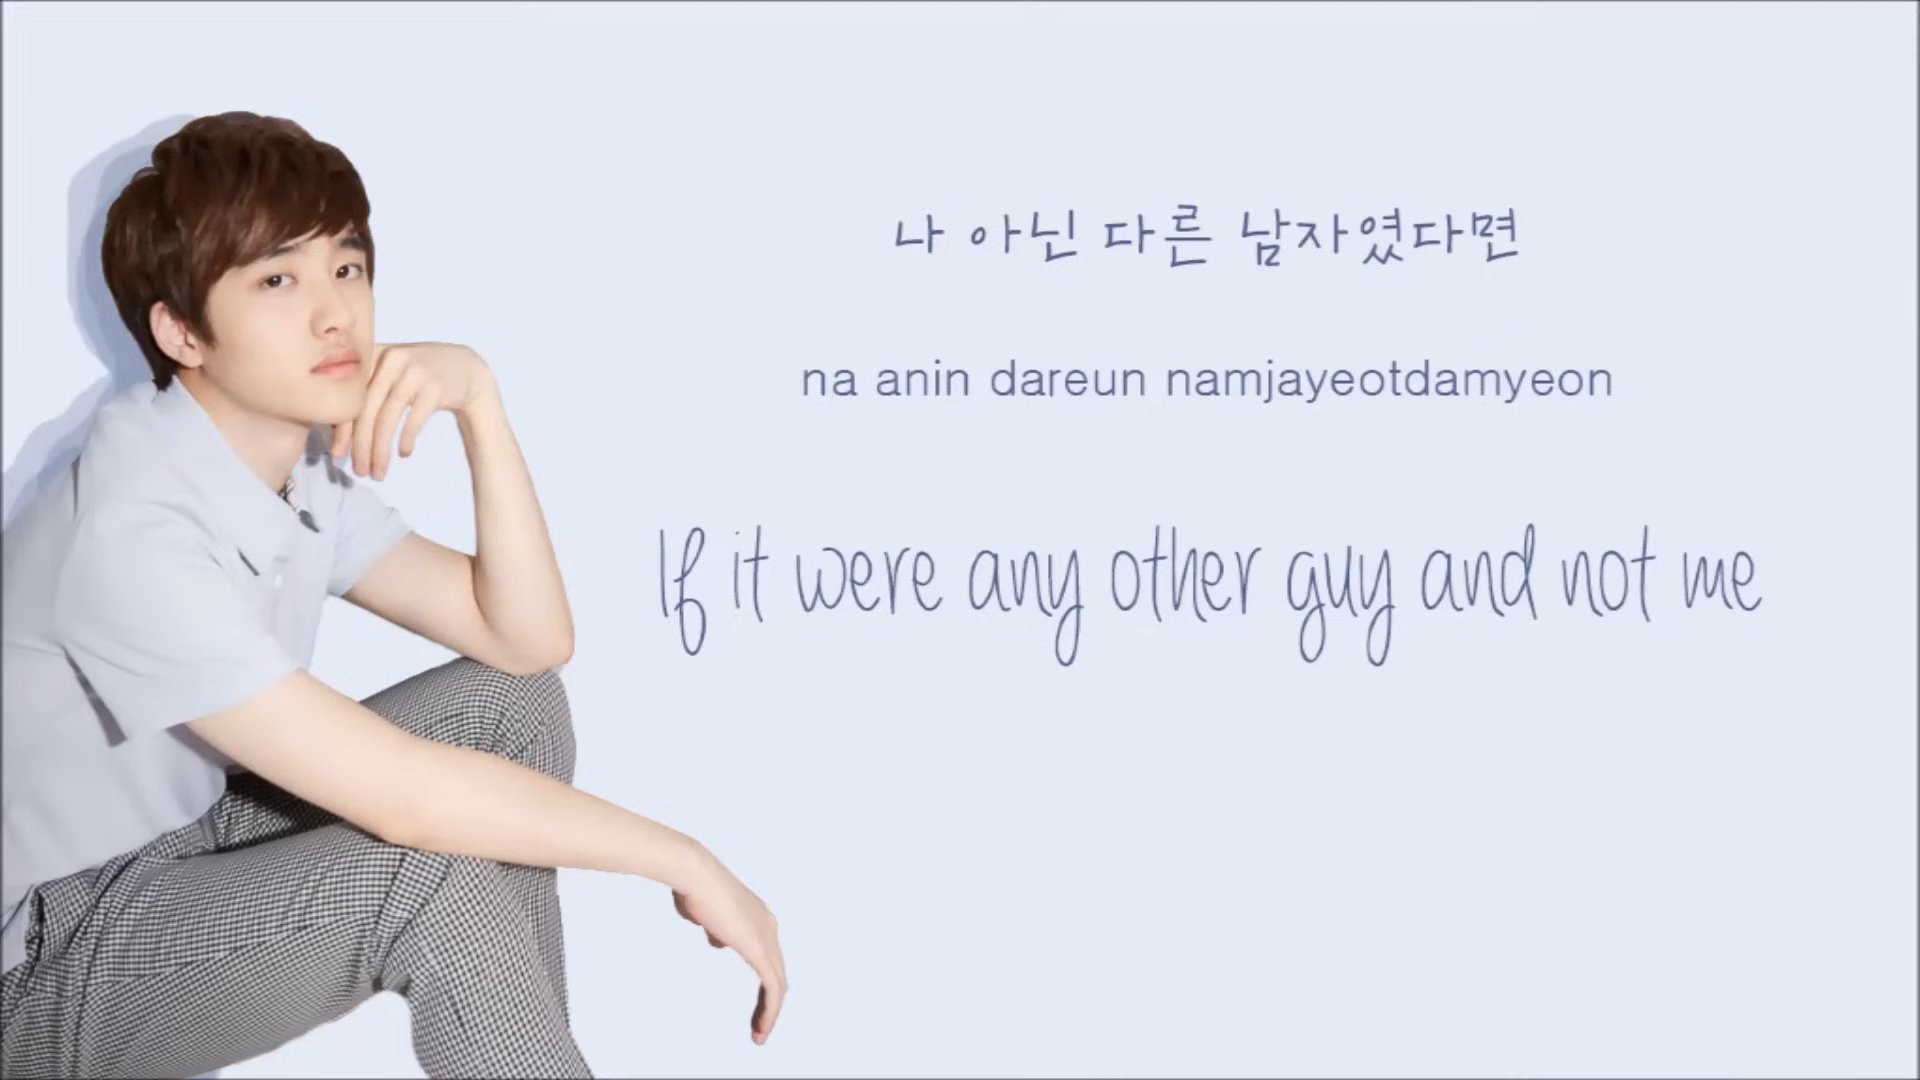 나 아닌 다른 남자였다면
na anin dareun namjayeotdamyeon
If it were any other guy and not me